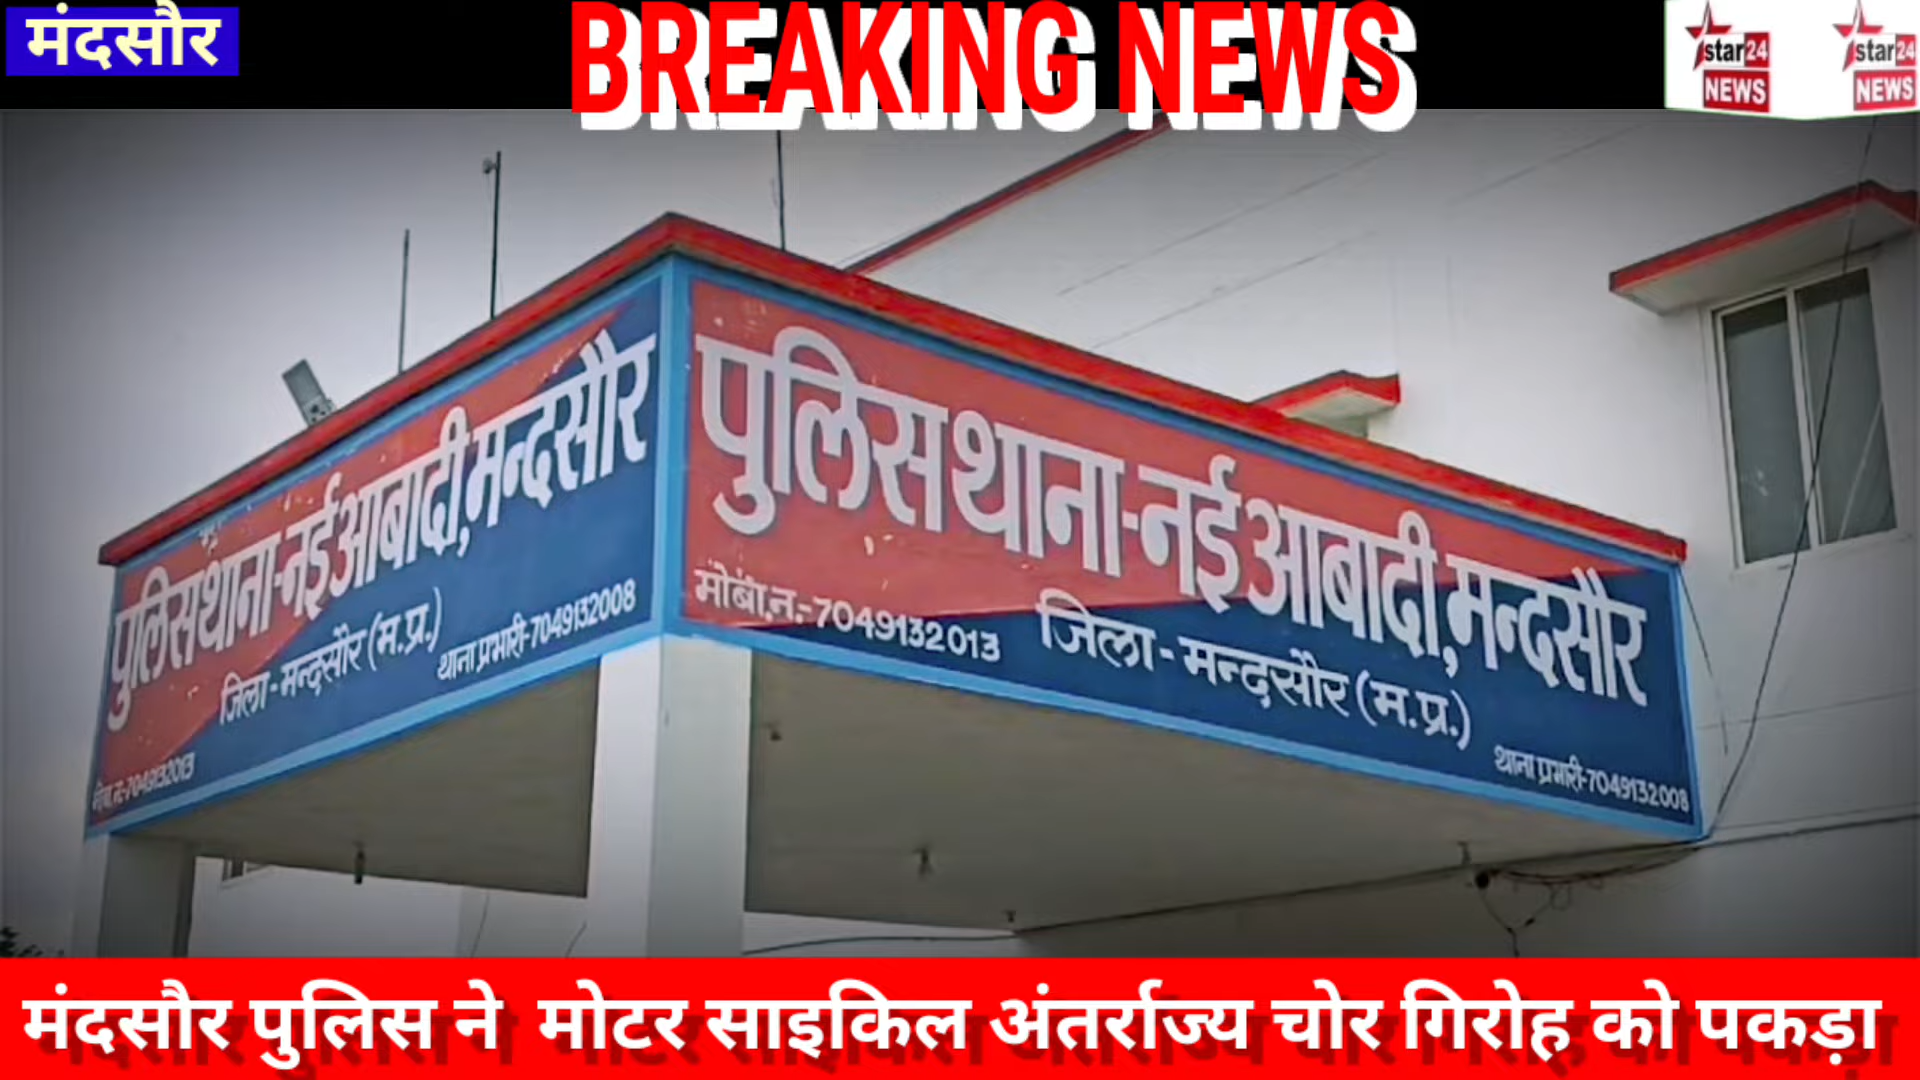 मंदसौर
BREAKING NEWS
star24
NEWS
star24
NEWS
पुलिस थाना-नई आबादी, मन्दसौर
जिला-मन्दसौर (म.प्र.)
थाना प्रभारी-7049132008
मोबा.न.-7049132013
पुलिस थाना-नई आबादी, मन्दसौर
मोबा.न.-7049132013
जिला-मन्दसौर (म.प्र.)
थाना प्रभारी-7049132008
मंदसौर पुलिस ने मोटर साइकिल अंतर्राज्य चोर गिरोह को पकड़ा